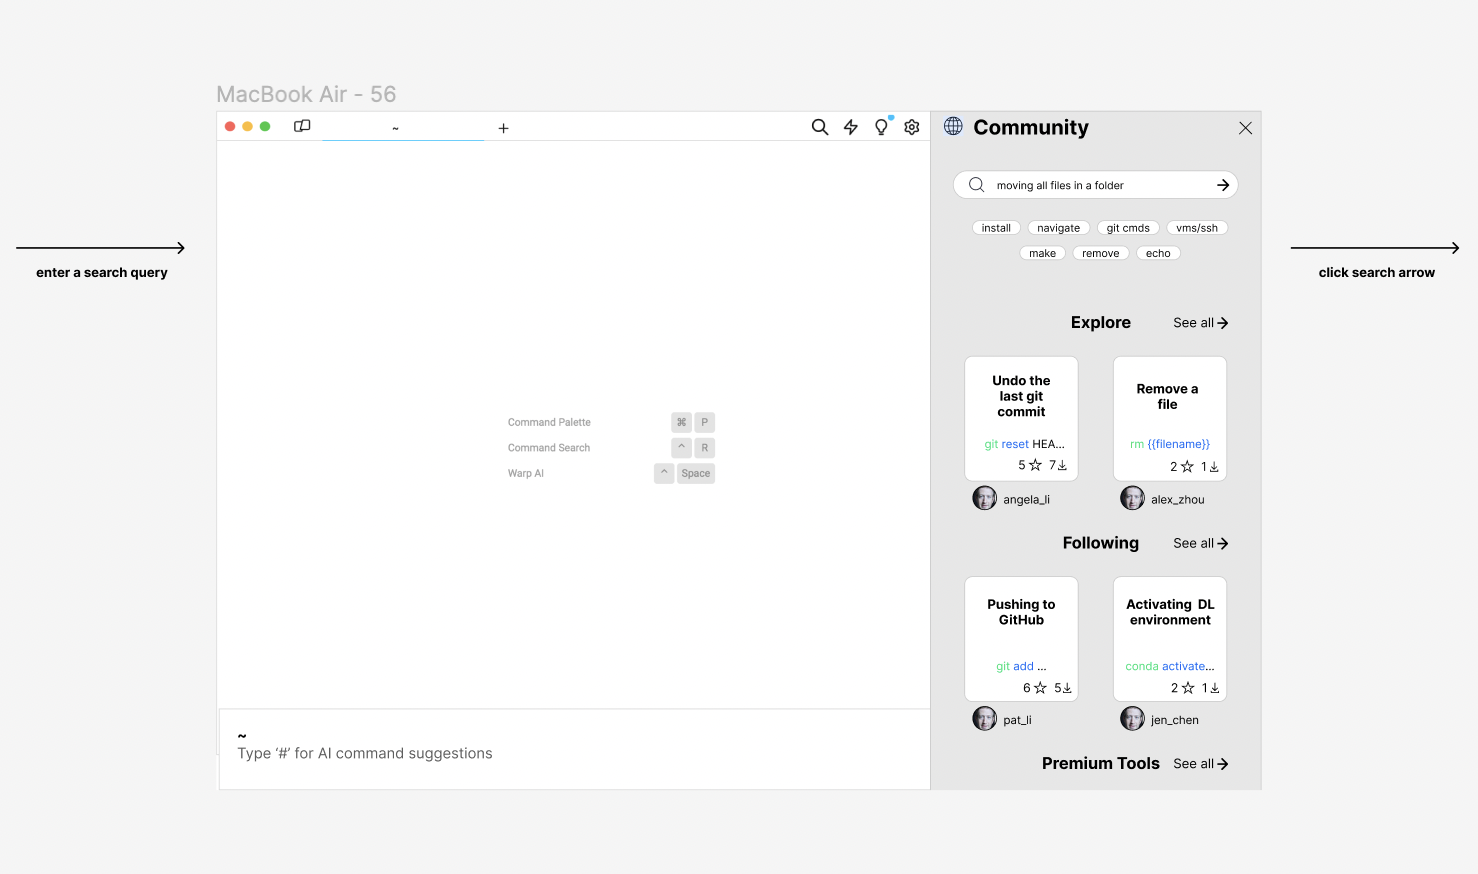 MacBook Air - 56
~
+
Community
moving all files in a folder
install
navigate
git cmds
vms/ssh
make
remove
echo
enter a search query
click search arrow
Explore
See all
Undo the
last git
commit
git reset HEA...
5
7
angela_li
Remove a
file
rm {{filename}}
2
1
alex_zhou
Command Palette
⌘ P
Command Search
^ R
Warp AI
^ Space
Following
See all
Pushing to
GitHub
git add ...
6
5
pat_li
Activating DL
environment
conda activate...
2
1
jen_chen
~
Type ‘#’ for AI command suggestions
Premium Tools
See all